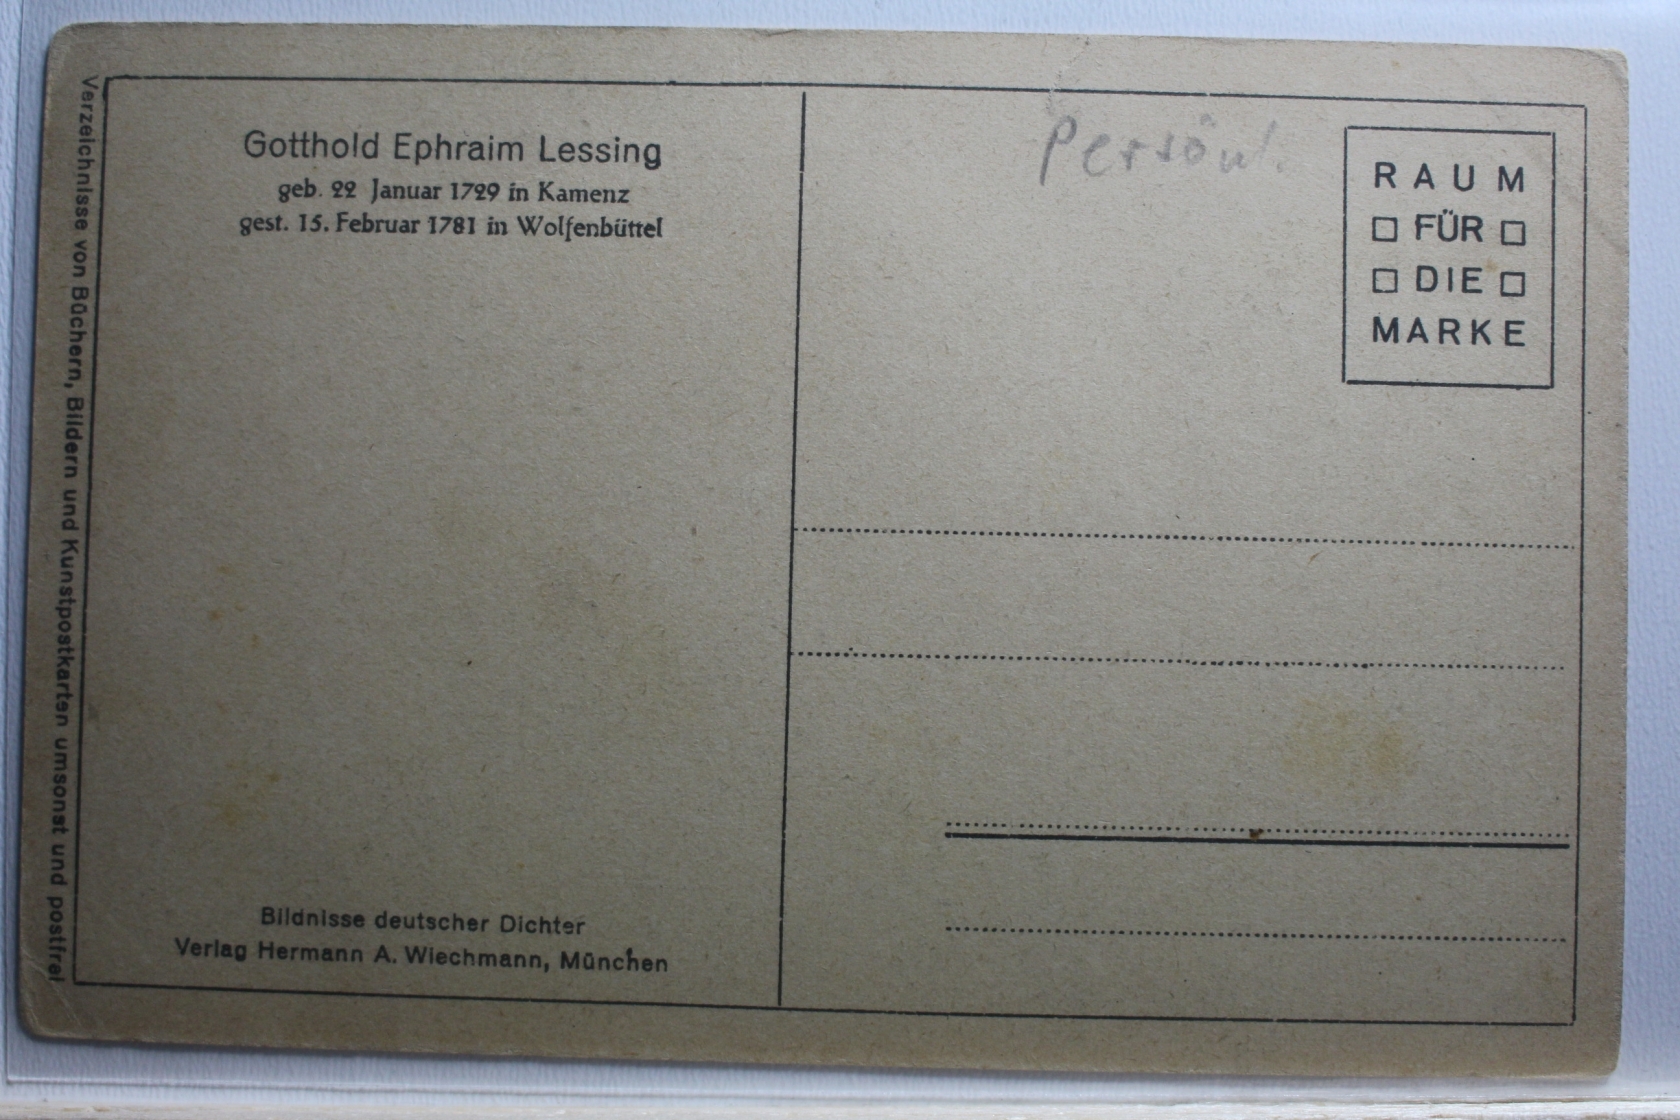 Verzeichnisse von Büchern, Bildern und Kunstpostkarten umsonst und postfrei
Gotthold Ephraim Lessing
geb. 22 Januar 1729 in Kamenz
gest. 15. Februar 1781 in Wolfenbüttel
Bildnisse deutscher Dichter
Verlag Hermann A. Wiechmann, München
Persönl.
RAUM
FÜR
DIE
MARKE